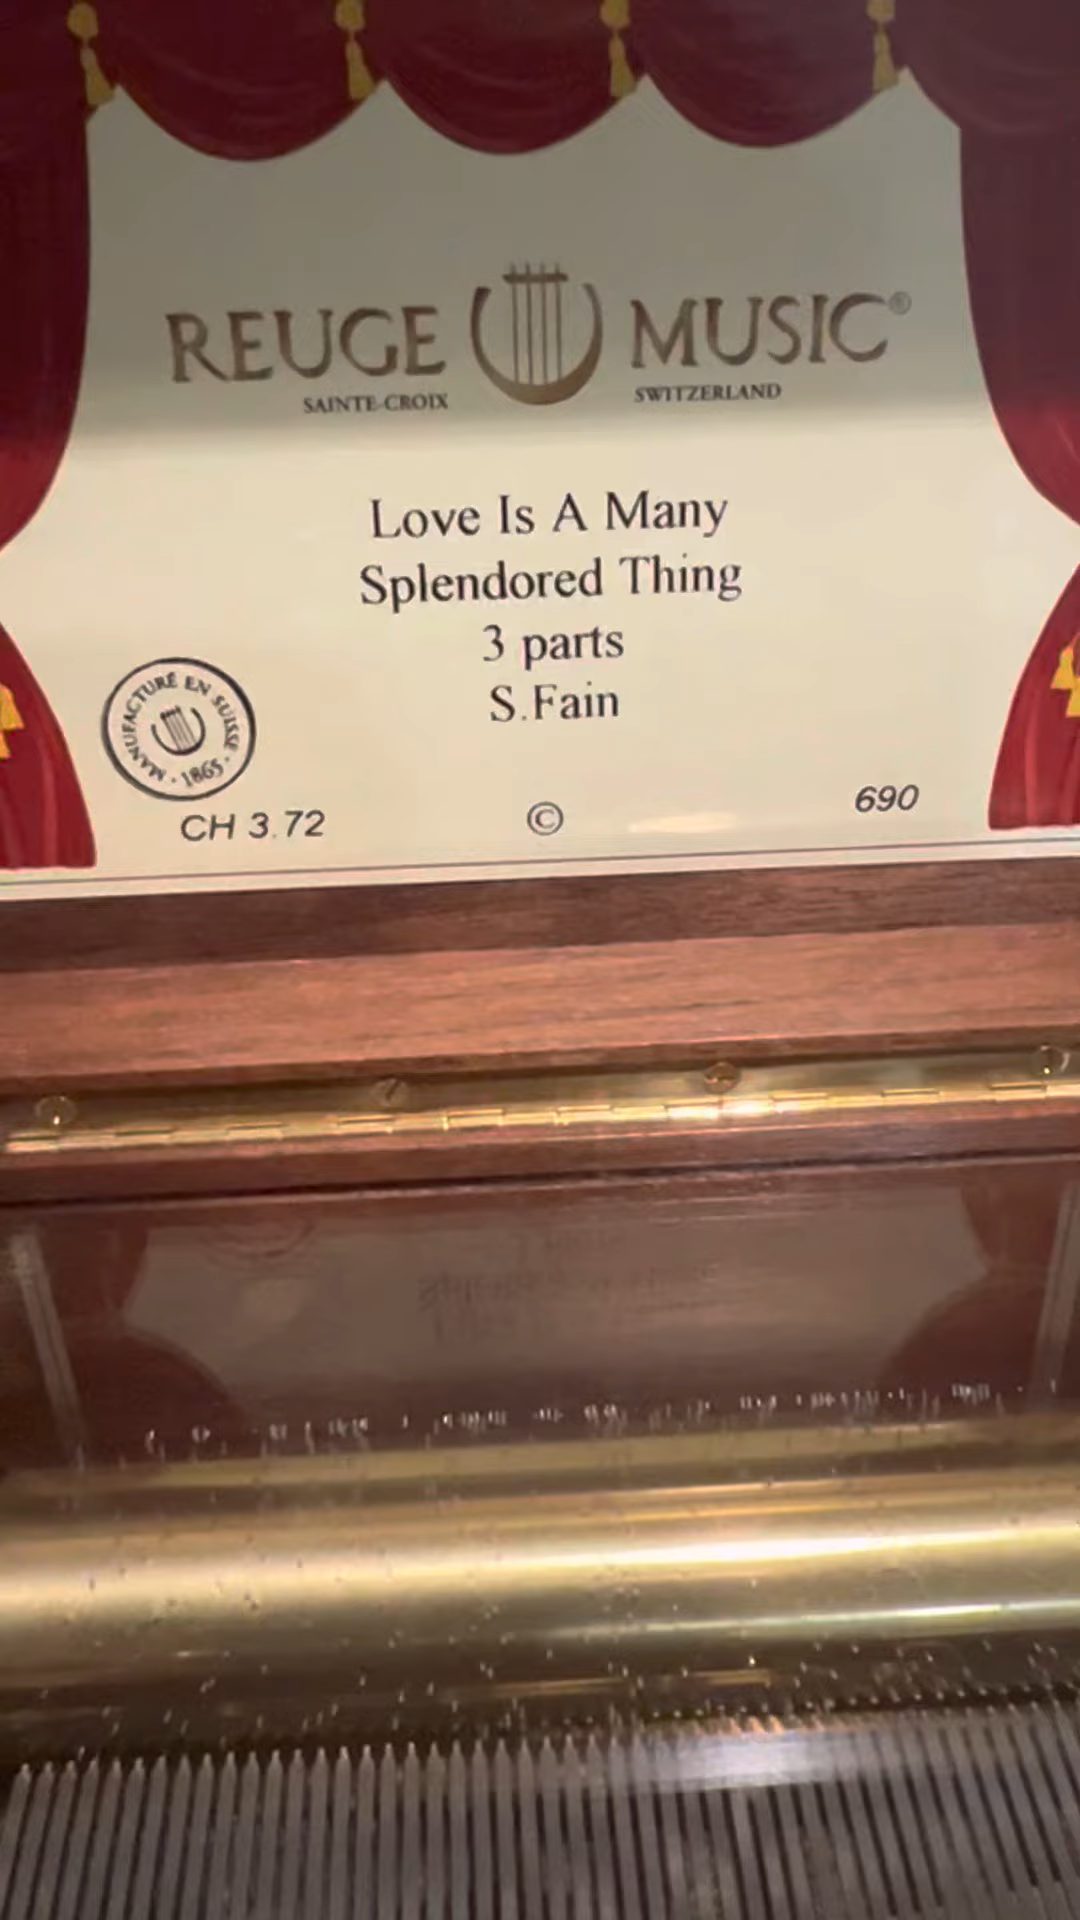 REUGE MUSIC®
SAINTE-CROIX SWITZERLAND
Love Is A Many
Splendored Thing
3 parts
S.Fain
MANUFACTURÉ EN SUISSE · 1865 ·
CH 3.72 © 690